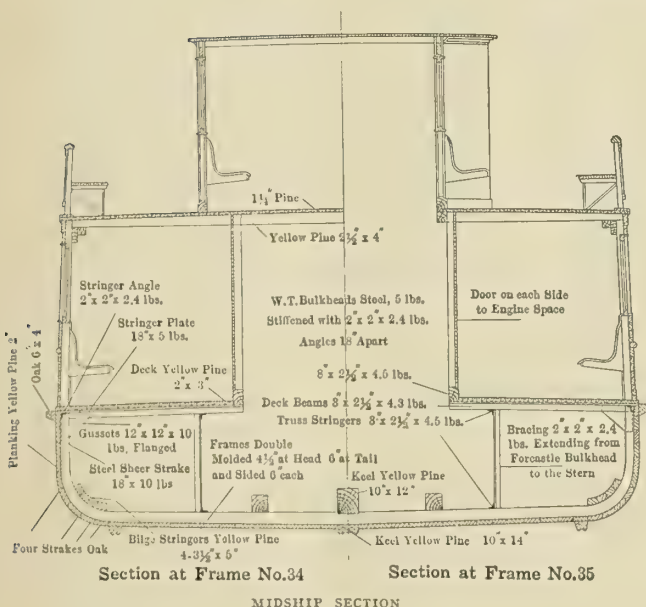 1¼" Pine
Yellow Pine 2½" x 4"
Stringer Angle
2"x 2"x 2.4 lbs.
Stringer Plate
18"x 5 lbs.
Deck Yellow Pine
2"x 3"
Planking Yellow Pine 2"
Oak 6"x 4"
W.T. Bulkheads Steel, 5 lbs.
Stiffened with 2"x 2"x 2.4 lbs.
Angles 18" Apart
8"x 2½"x 4.5 lbs.
Door on each Side
to Engine Space
Deck Beams 3"x 2½"x 4.3 lbs.
Truss Stringers 3"x 2½"x 4.5 lbs.
Gussots 12"x 12"x 10
lbs. Flanged
Steel Sheer Strake
18"x 10 lbs
Frames Double
Molded 4½"at Head 6"at Tail
and Sided 6"each
Keel Yellow Pine
10"x 12"
Bracing 2"x 2"x 2.4
lbs. Extending from
Forcastle Bulkhead
to the Stern
Four Strakes Oak
Bilge Stringors Yellow Pine
4-3½"x 5"
Keel Yellow Pine 10"x 14"
Section at Frame No.34
Section at Frame No.35
MIDSHIP SECTION